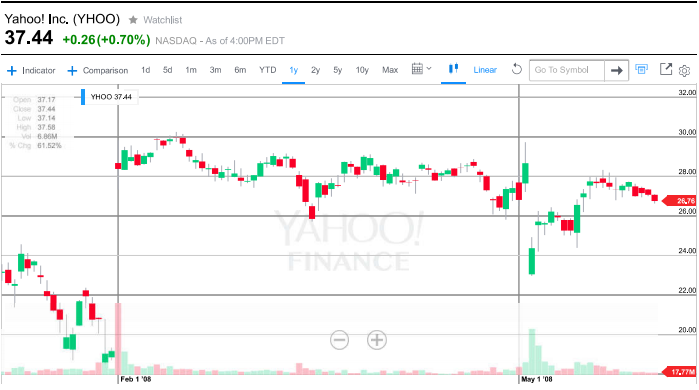 Yahoo! Inc. (YHOO) ★ Watchlist
37.44 +0.26 (+0.70%) NASDAQ - As of 4:00PM EDT
+ Indicator + Comparison 1d 5d 1m 3m 6m YTD 1y 2y 5y 10y Max Linear Go To Symbol
Open 37.17
Close 37.44
Low 37.14
High 37.58
Vol 6.86M
% Chg 61.52%
YHOO 37.44
32.00
30.00
28.00
26.76
26.00
24.00
22.00
20.00
17.77M
YAHOO!
FINANCE
Feb 1 '08
May 1 '08